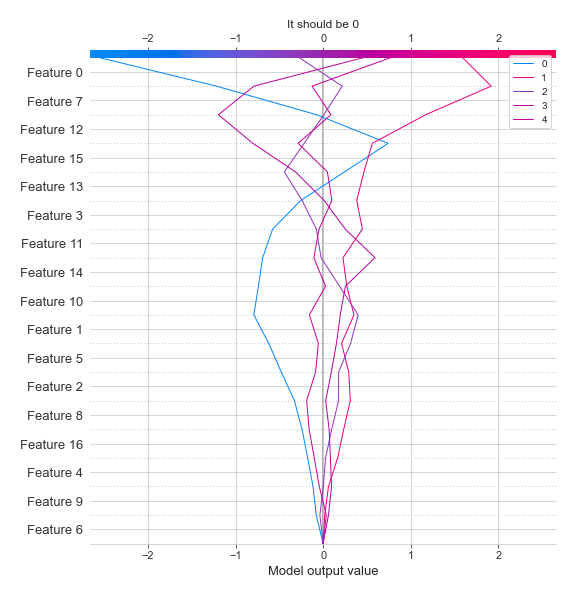 It should be 0
−2 −1 0 1 2
Feature 0
Feature 7
Feature 12
Feature 15
Feature 13
Feature 3
Feature 11
Feature 14
Feature 10
Feature 1
Feature 5
Feature 2
Feature 8
Feature 16
Feature 4
Feature 9
Feature 6
0
1
2
3
4
−2 −1 0 1 2
Model output value